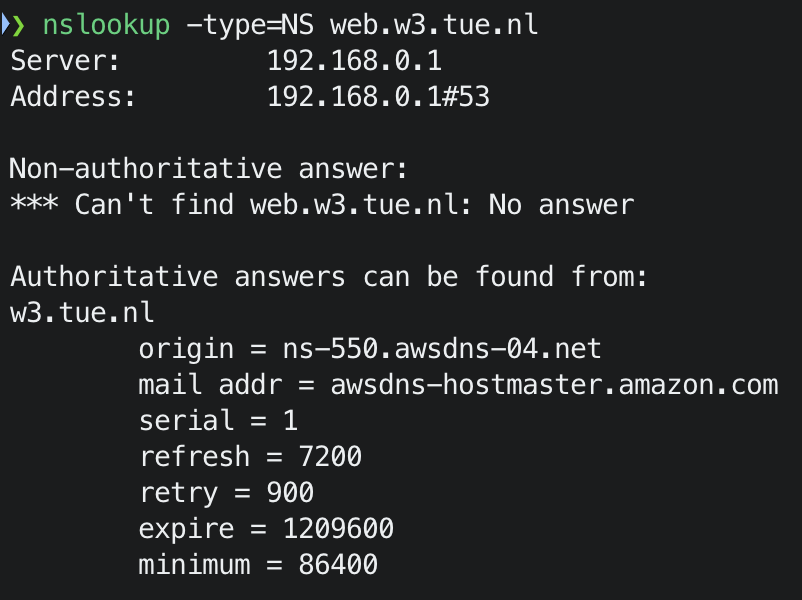 ❯ nslookup -type=NS web.w3.tue.nl
Server:         192.168.0.1
Address:        192.168.0.1#53

Non-authoritative answer:
*** Can't find web.w3.tue.nl: No answer

Authoritative answers can be found from:
w3.tue.nl
        origin = ns-550.awsdns-04.net
        mail addr = awsdns-hostmaster.amazon.com
        serial = 1
        refresh = 7200
        retry = 900
        expire = 1209600
        minimum = 86400